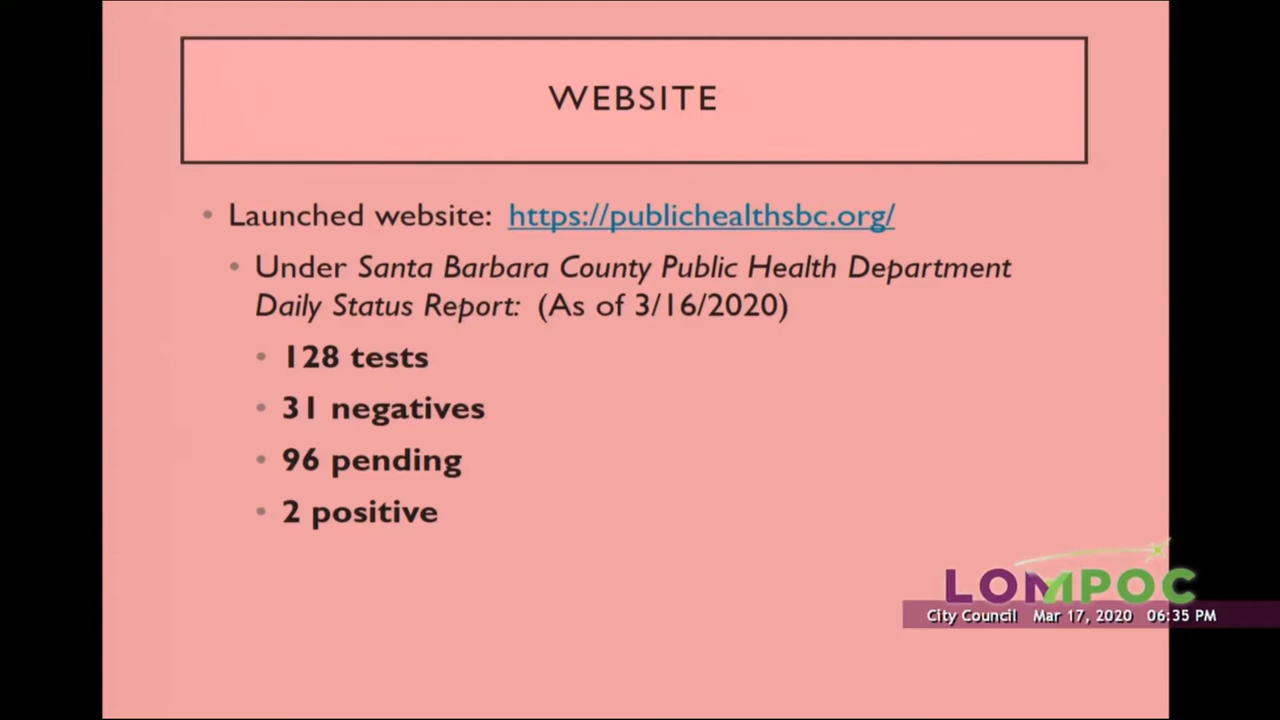 WEBSITE
• Launched website: https://publichealthsbc.org/
• Under Santa Barbara County Public Health Department
Daily Status Report: (As of 3/16/2020)
• 128 tests
• 31 negatives
• 96 pending
• 2 positive
LOMPOC
City Council Mar 17, 2020 06:35 PM